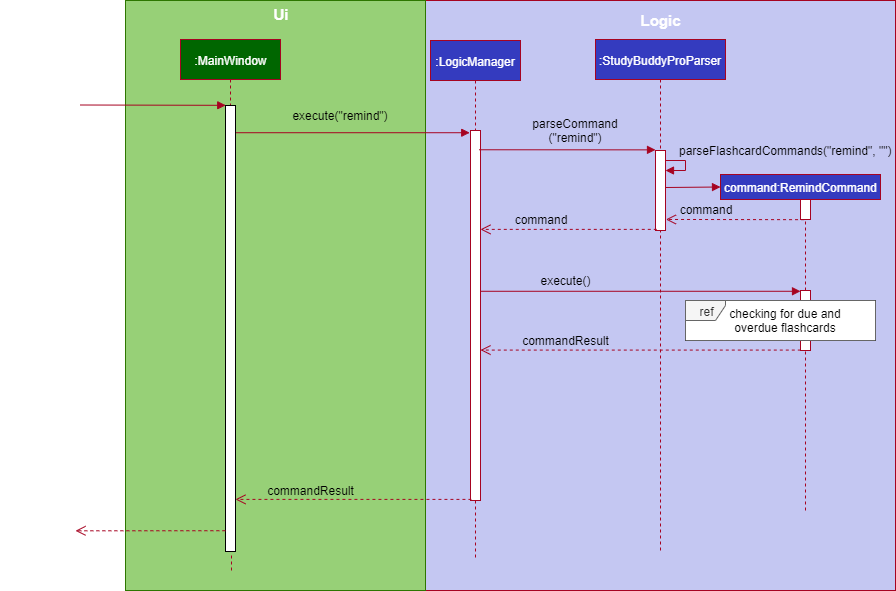 Ui
Logic
:MainWindow
:LogicManager
:StudyBuddyProParser
execute("remind")
parseCommand
("remind")
parseFlashcardCommands("remind", "")
command:RemindCommand
command
command
execute()
ref
checking for due and
overdue flashcards
commandResult
commandResult